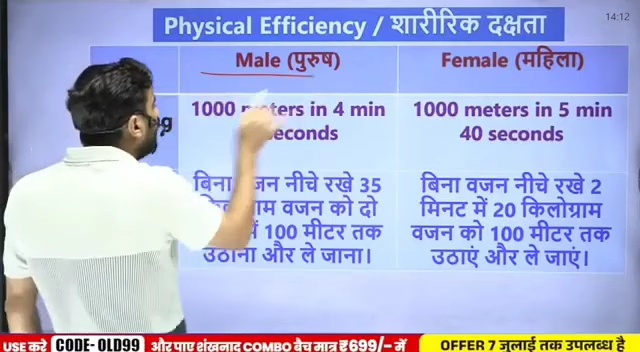 14:12
Physical Efficiency / शारीरिक दक्षता
Male (पुरुष)
Female (महिला)
1000 meters in 4 min
seconds
1000 meters in 5 min
40 seconds
बिना वजन नीचे रखे 35
वजन को दो
में 100 मीटर तक
उठाना और ले जाना।
बिना वजन नीचे रखे 2
मिनट में 20 किलोग्राम
वजन को 100 मीटर तक
उठाएं और ले जाएं।
USE करे CODE- OLD99 और पाए शंखनाद COMBO बैच मात्र ₹699/- में
OFFER 7 जुलाई तक उपलब्ध है